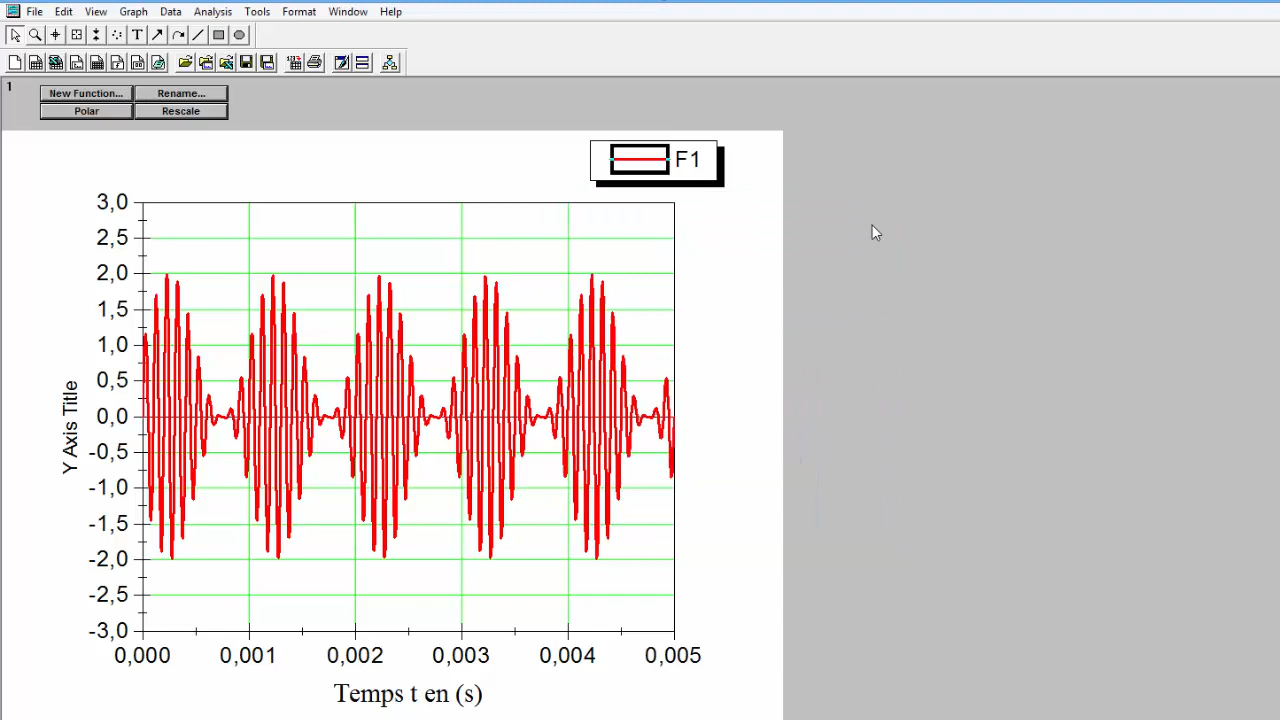 File Edit View Graph Data Analysis Tools Format Window Help
1
New Function... Rename...
Polar Rescale
F1
3,0
2,5
2,0
1,5
1,0
0,5
0,0
-0,5
-1,0
-1,5
-2,0
-2,5
-3,0
Y Axis Title
0,000 0,001 0,002 0,003 0,004 0,005
Temps t en (s)